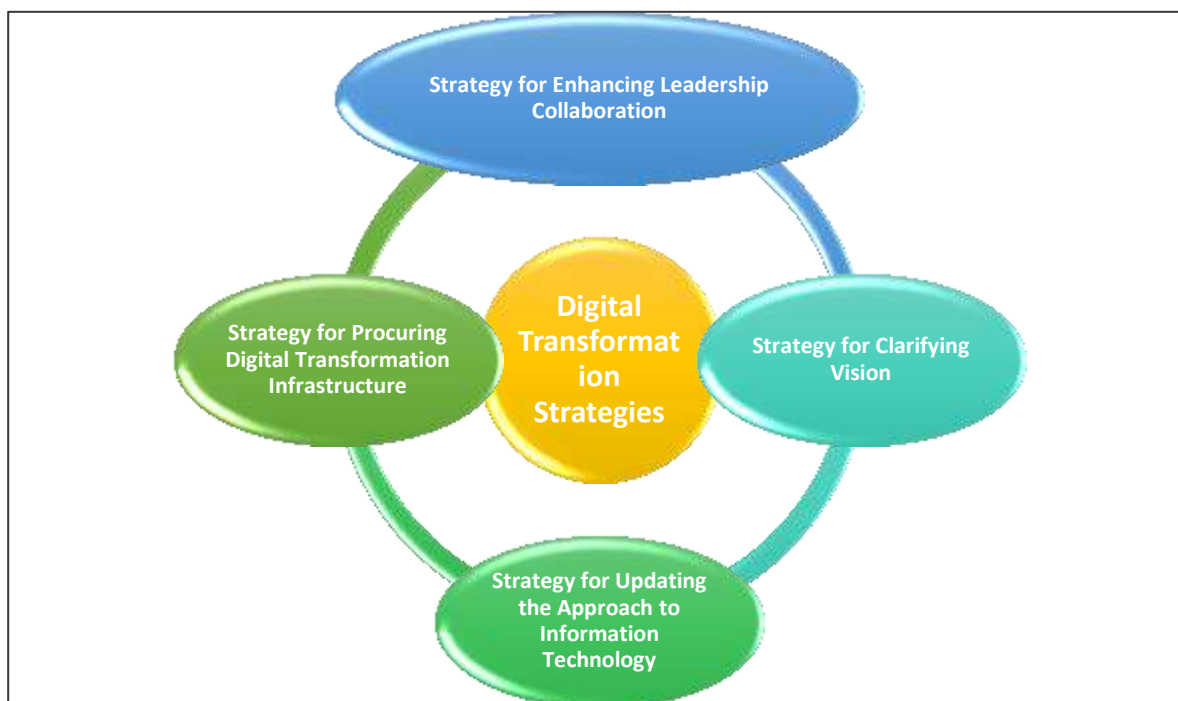 Strategy for Enhancing Leadership
Collaboration
Strategy for Procuring
Digital Transformation
Infrastructure
Digital
Transformat
ion
Strategies
Strategy for Clarifying
Vision
Strategy for Updating
the Approach to
Information
Technology